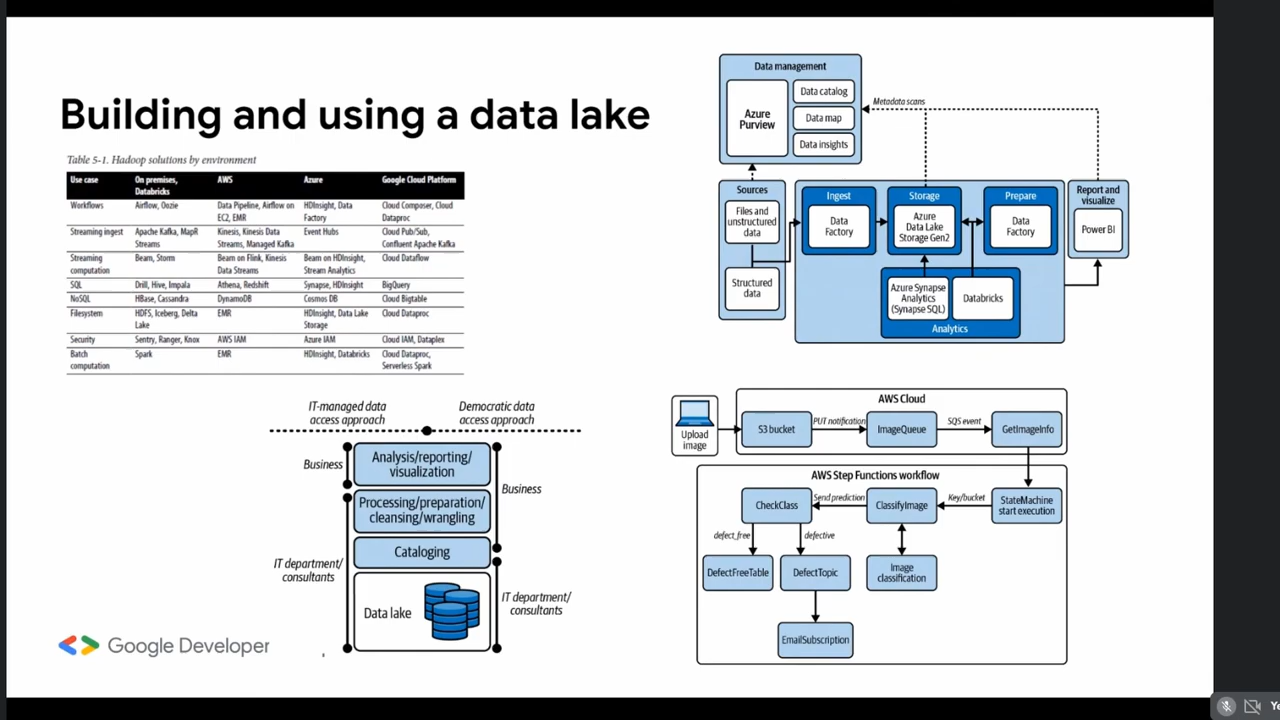 Building and using a data lake
Table 5-1. Hadoop solutions by environment
Use case On premises, AWS Azure Google Cloud Platform
Databricks
Workflows Airflow, Oozie Data Pipeline, Airflow on HDInsight, Data Cloud Composer, Cloud
EC2, EMR Factory Dataproc
Streaming ingest Apache Kafka, MapR Kinesis, Kinesis Data Event Hubs Cloud Pub/Sub,
Streams Streams, Managed Kafka Confluent Apache Kafka
Streaming Beam, Storm Beam on Flink, Kinesis Beam on HDInsight, Cloud Dataflow
computation Data Streams Stream Analytics
SQL Drill, Hive, Impala Athena, Redshift Synapse, HDInsight BigQuery
NoSQL HBase, Cassandra DynamoDB Cosmos DB Cloud Bigtable
Filesystem HDFS, Iceberg, Delta EMR HDInsight, Data Lake Cloud Dataproc
Lake Storage
Security Sentry, Ranger, Knox AWS IAM Azure IAM Cloud IAM, Dataplex
Batch Spark EMR HDInsight, Databricks Cloud Dataproc,
computation Serverless Spark
IT-managed data
access approach
Democratic data
access approach
Business
Analysis/reporting/
visualization
Business
Processing/preparation/
cleansing/wrangling
Cataloging
IT department/
consultants
Data lake
IT department/
consultants
Google Developer
Data management
Azure
Purview
Data catalog
Data map
Data insights
Metadata scans
Sources
Files and
unstructured
data
Structured
data
Ingest
Data
Factory
Storage
Azure
Data Lake
Storage Gen2
Prepare
Data
Factory
Report and
visualize
Power BI
Azure Synapse
Analytics
(Synapse SQL)
Databricks
Analytics
AWS Cloud
Upload
image
S3 bucket
PUT notification
ImageQueue
SQS event
GetImageInfo
AWS Step Functions workflow
CheckClass
Send prediction
ClassifyImage
Key/bucket
StateMachine
start execution
defect_free
defective
DefectFreeTable
DefectTopic
Image
classification
EmailSubscription